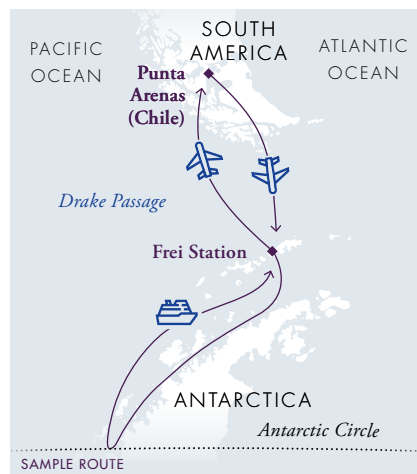 SOUTH
AMERICA
PACIFIC
OCEAN
ATLANTIC
OCEAN
Punta
Arenas
(Chile)
Drake Passage
Frei Station
ANTARCTICA
Antarctic Circle
SAMPLE ROUTE